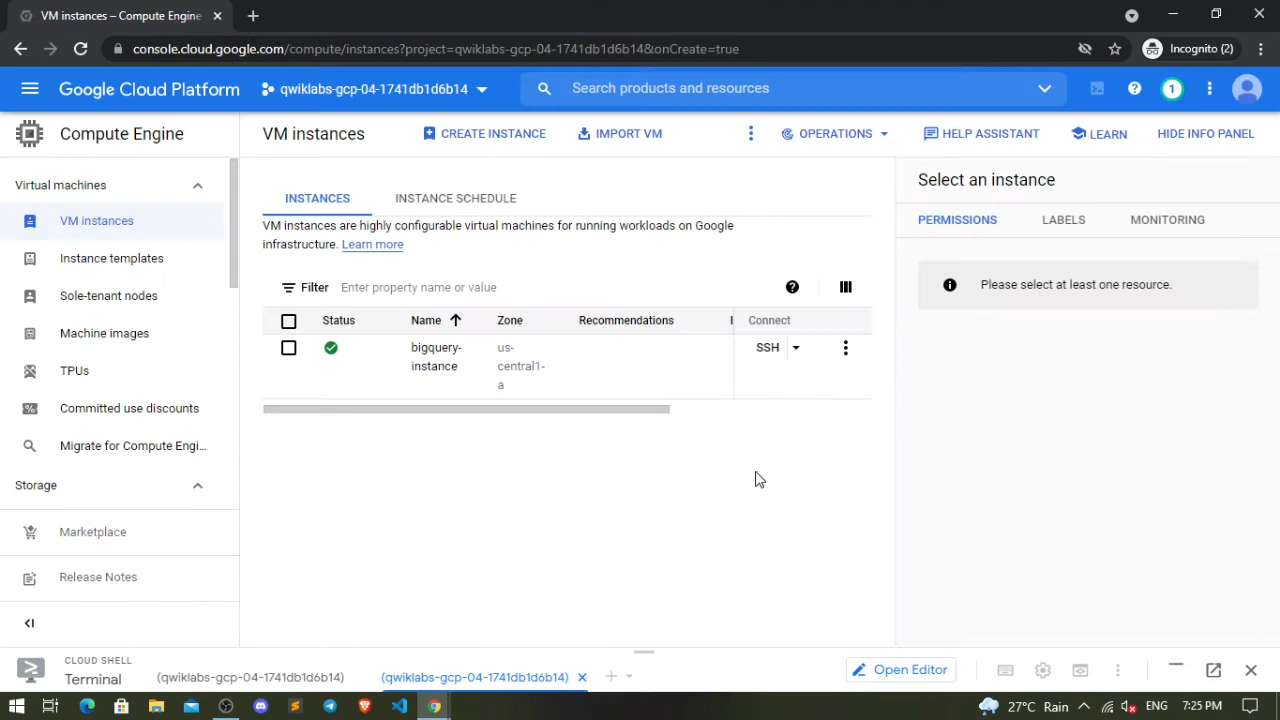 VM instances – Compute Engine
console.cloud.google.com/compute/instances?project=qwiklabs-gcp-04-1741db1d6b14&onCreate=true
Incognito (2)
Google Cloud Platform
qwiklabs-gcp-04-1741db1d6b14
Search products and resources
1
Compute Engine
VM instances
CREATE INSTANCE
IMPORT VM
OPERATIONS
HELP ASSISTANT
LEARN
HIDE INFO PANEL
Virtual machines
VM instances
Instance templates
Sole-tenant nodes
Machine images
TPUs
Committed use discounts
Migrate for Compute Engi...
Storage
Marketplace
Release Notes
INSTANCES
INSTANCE SCHEDULE
VM instances are highly configurable virtual machines for running workloads on Google
infrastructure. Learn more
Filter
Enter property name or value
Status
Name
Zone
Recommendations
Connect
bigquery-
instance
us-
central1-
a
SSH
Select an instance
PERMISSIONS
LABELS
MONITORING
Please select at least one resource.
CLOUD SHELL
Terminal
(qwiklabs-gcp-04-1741db1d6b14)
(qwiklabs-gcp-04-1741db1d6b14)
Open Editor
27°C Rain
ENG
7:25 PM